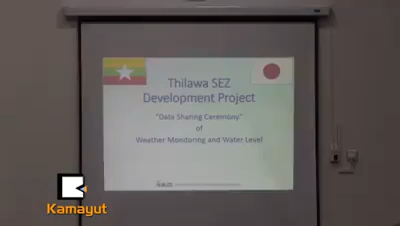 Thilawa SEZ
Development Project
"Data Sharing Ceremony"
of
Weather Monitoring and Water Level
Kamayut